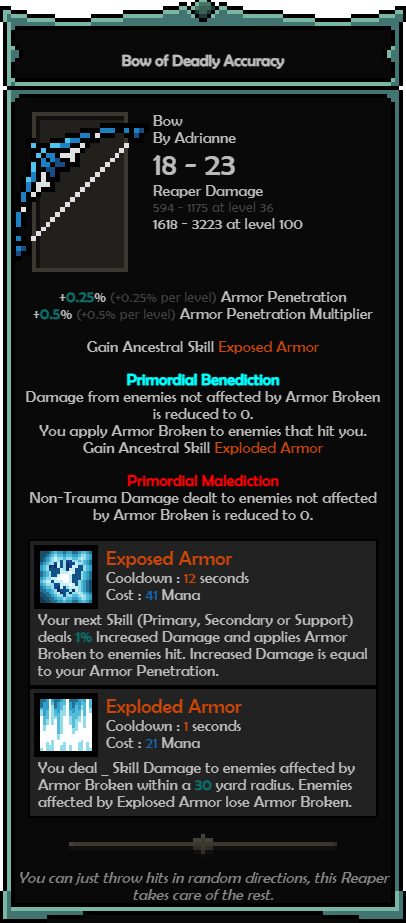 Bow of Deadly Accuracy
Bow
By Adrianne
18 - 23
Reaper Damage
594 - 1175 at level 36
1618 - 3223 at level 100
+0.25% (+0.25% per level) Armor Penetration
+0.5% (+0.5% per level) Armor Penetration Multiplier
Gain Ancestral Skill Exposed Armor
Primordial Benediction
Damage from enemies not affected by Armor Broken
is reduced to 0.
You apply Armor Broken to enemies that hit you.
Gain Ancestral Skill Exploded Armor
Primordial Malediction
Non-Trauma Damage dealt to enemies not affected
by Armor Broken is reduced to 0.
Exposed Armor
Cooldown : 12 seconds
Cost : 41 Mana
Your next Skill (Primary, Secondary or Support)
deals 1% Increased Damage and applies Armor
Broken to enemies hit. Increased Damage is equal
to your Armor Penetration.
Exploded Armor
Cooldown : 1 seconds
Cost : 21 Mana
You deal _ Skill Damage to enemies affected by
Armor Broken within a 30 yard radius. Enemies
affected by Explosed Armor lose Armor Broken.
You can just throw hits in random directions, this Reaper
takes care of the rest.